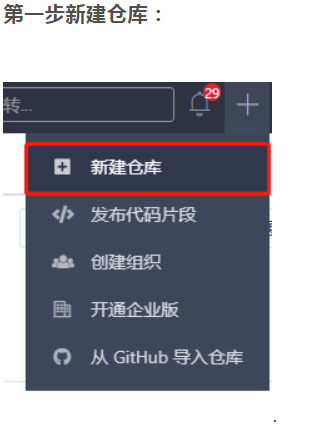 第一步新建仓库：
转...
29
新建仓库
发布代码片段
创建组织
开通企业版
从 GitHub 导入仓库
.